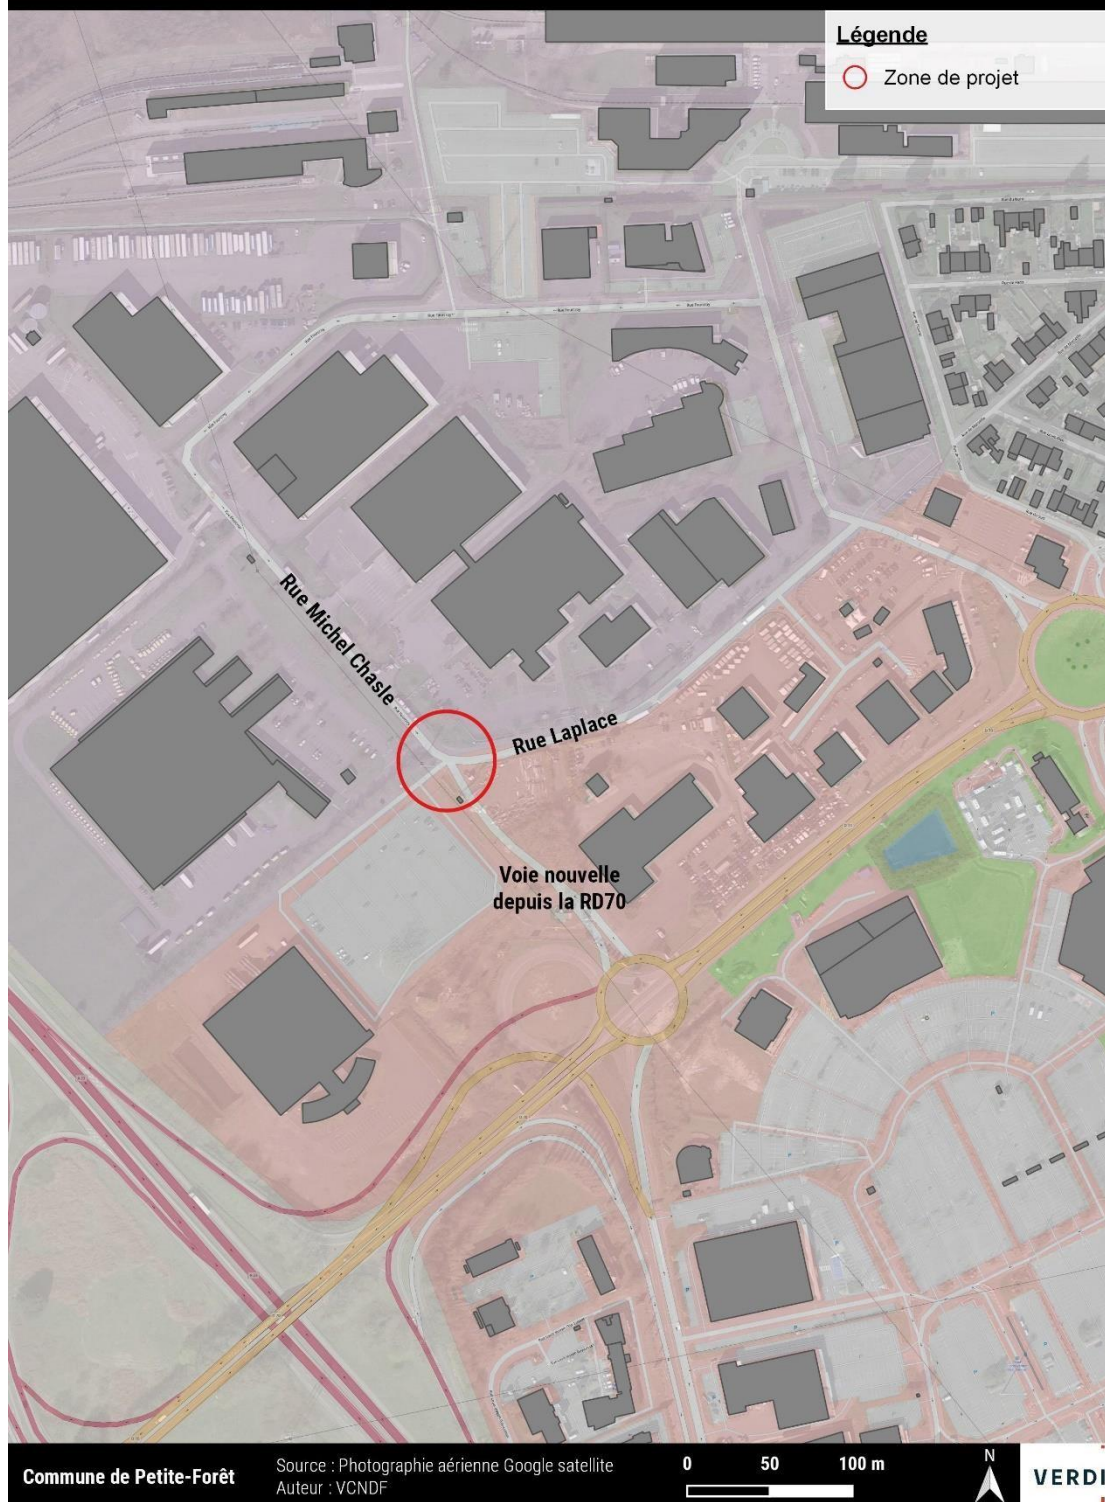 Légende
Zone de projet
Rue Michel Chasle
Rue Laplace
Voie nouvelle
depuis la RD70
Commune de Petite-Forêt
Source : Photographie aérienne Google satellite
Auteur : VCNDF
0 50 100 m
N
VERDI